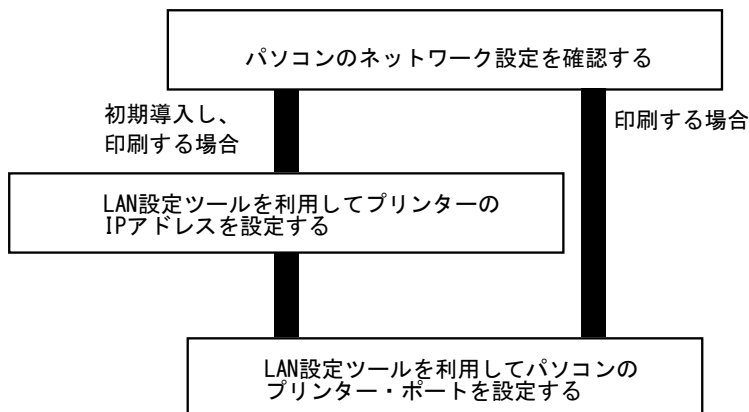 パソコンのネットワーク設定を確認する
初期導入し、
印刷する場合
印刷する場合
LAN設定ツールを利用してプリンターの
IPアドレスを設定する
LAN設定ツールを利用してパソコンの
プリンター・ポートを設定する